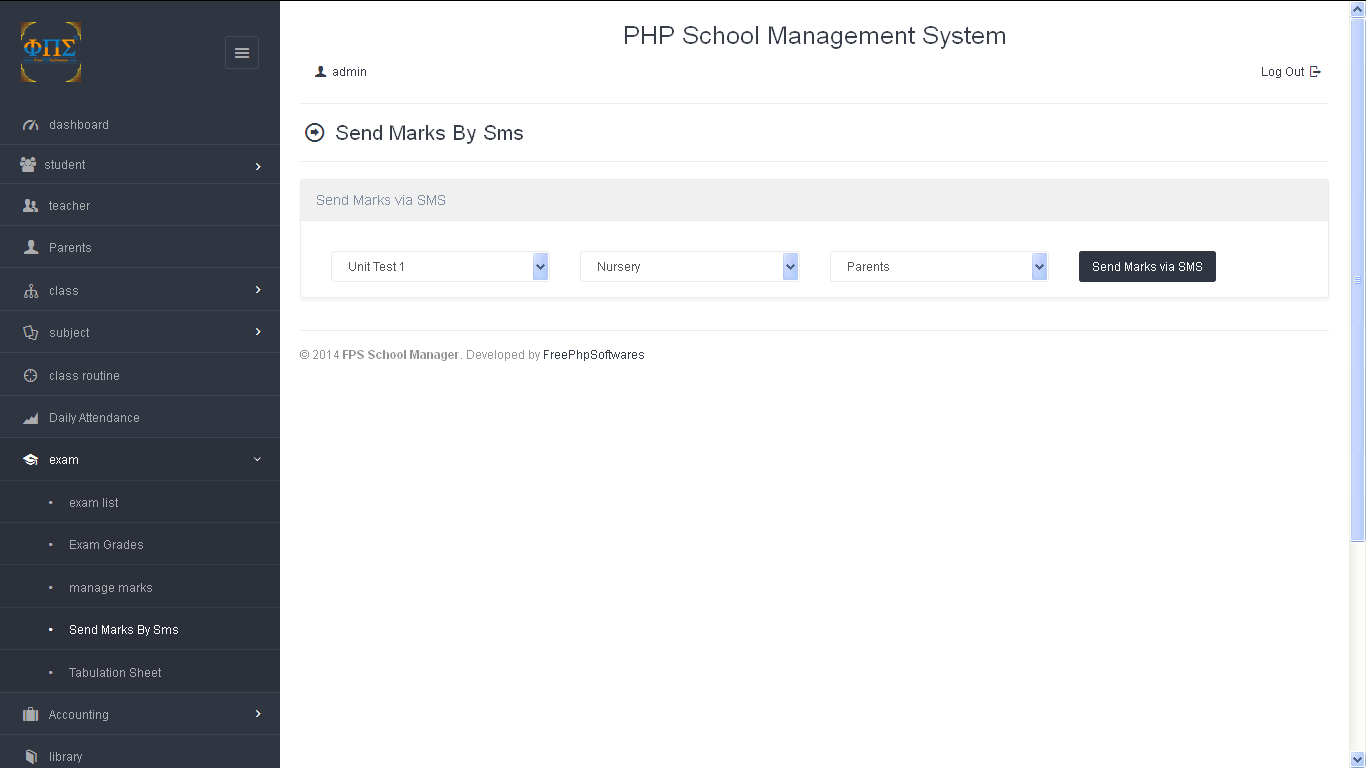 ΦΠΣ
PHP School Management System
admin
Log Out
dashboard
student
teacher
Parents
class
subject
class routine
Daily Attendance
exam
exam list
Exam Grades
manage marks
Send Marks By Sms
Tabulation Sheet
Accounting
library
Send Marks By Sms
Send Marks via SMS
Unit Test 1
Nursery
Parents
Send Marks via SMS
© 2014 FPS School Manager. Developed by FreePhpSoftwares